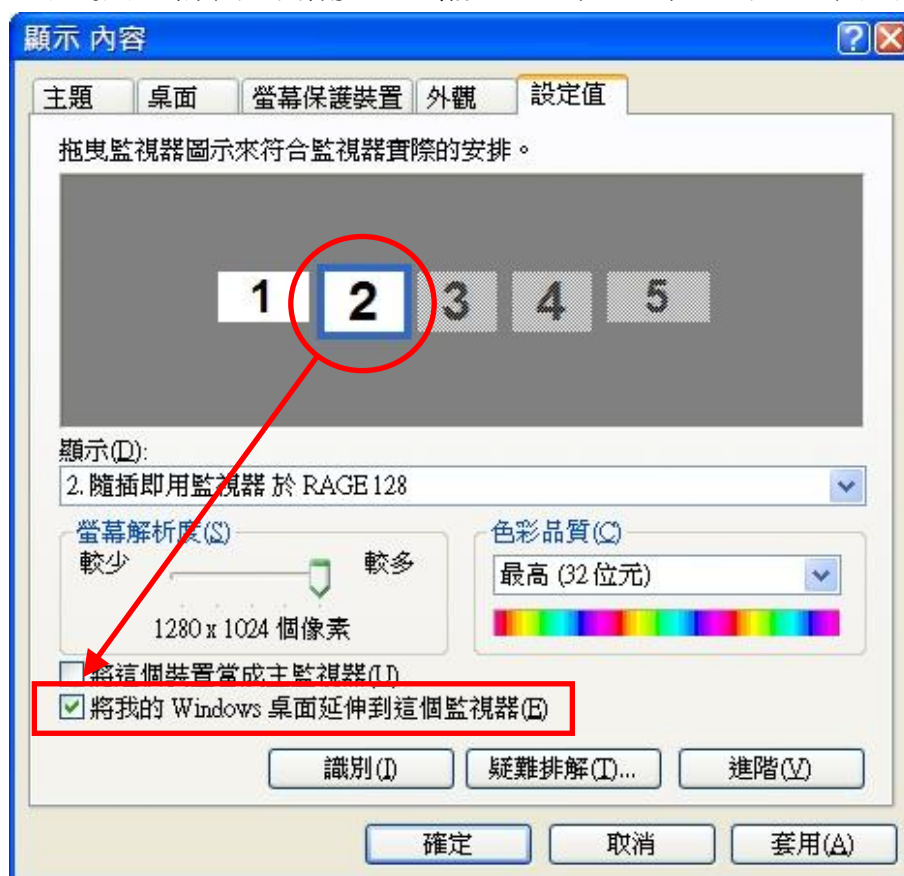 顯示 內容
主題 桌面 螢幕保護裝置 外觀 設定值
拖曳監視器圖示來符合監視器實際的安排。
1 2 3 4 5
顯示(D):
2. 隨插即用監視器 於 RAGE 128
螢幕解析度(S) 色彩品質(C)
較少 較多 最高 (32 位元)
1280 x 1024 個像素
將這個裝置當成主監視器(U)
將我的 Windows 桌面延伸到這個監視器(E)
識別(I) 疑難排解(T)... 進階(V)
確定 取消 套用(A)